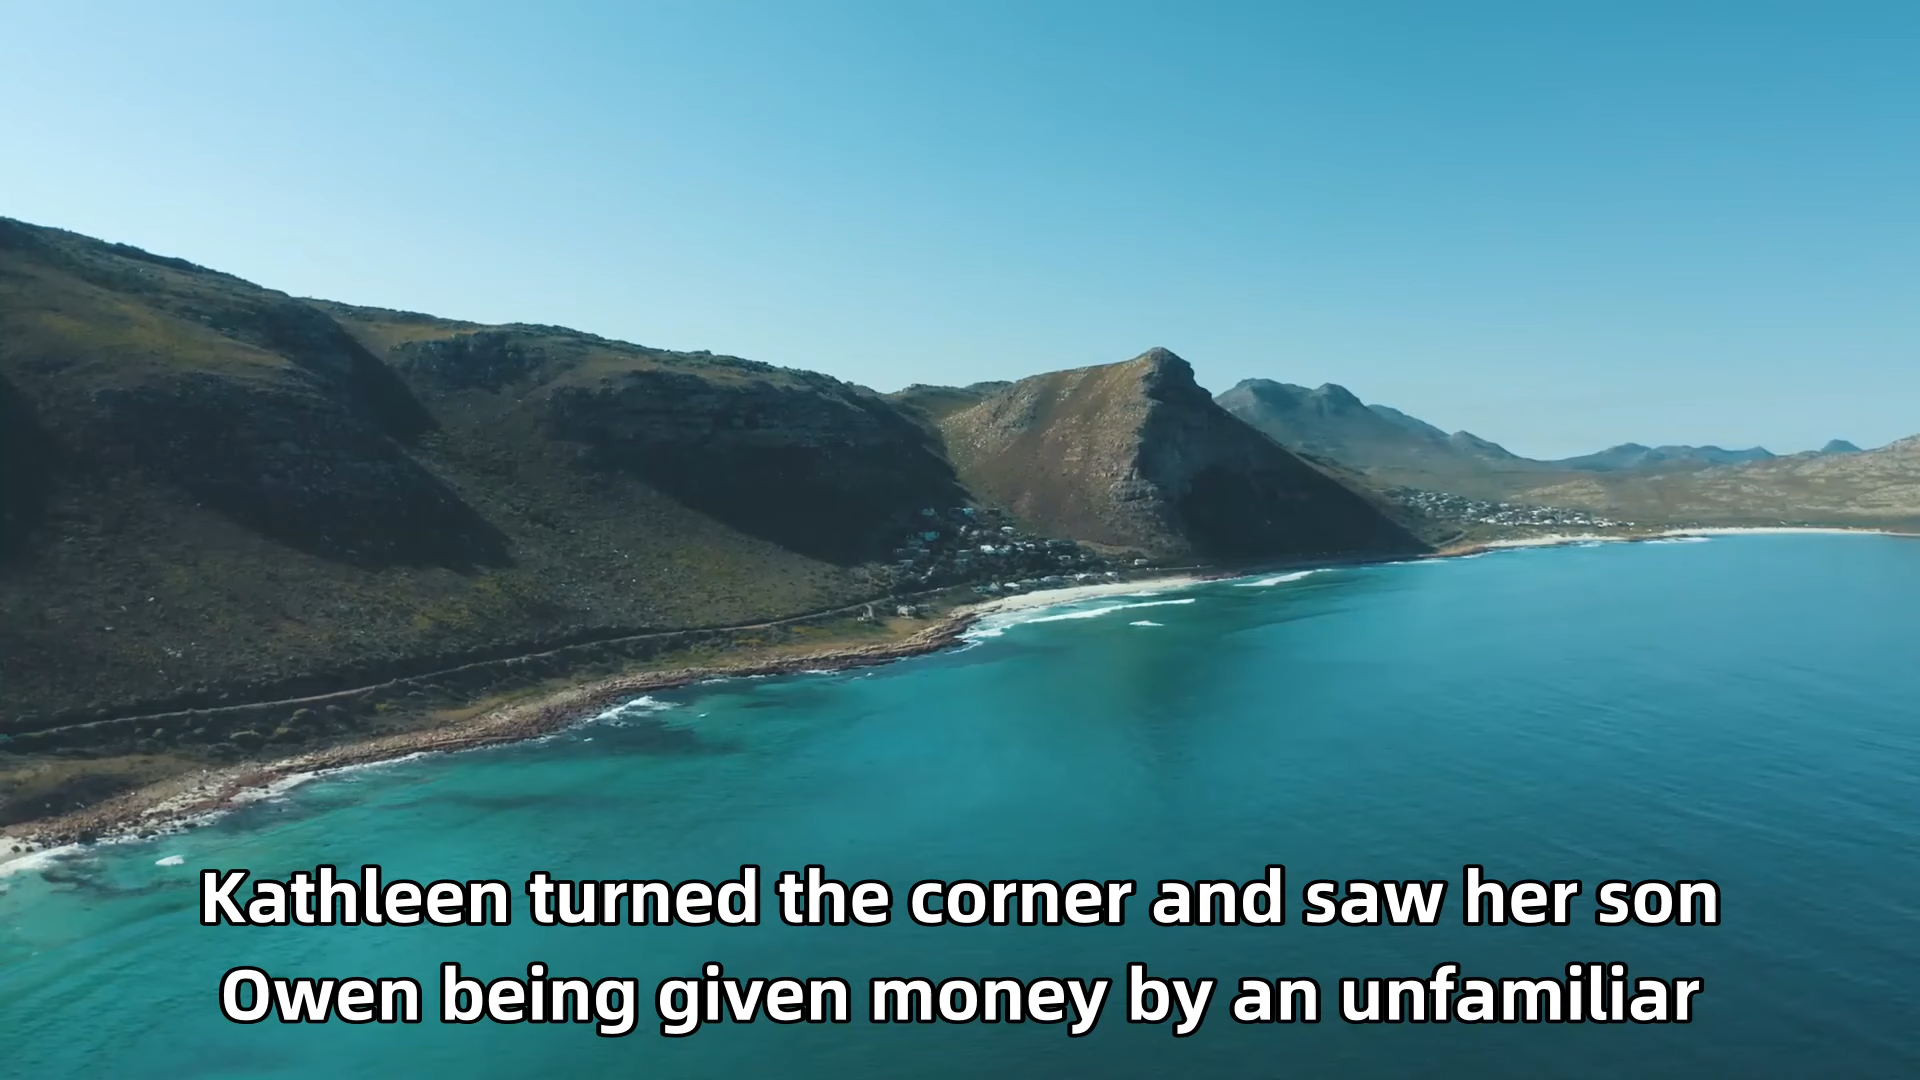 Kathleen turned the corner and saw her son
Owen being given money by an unfamiliar